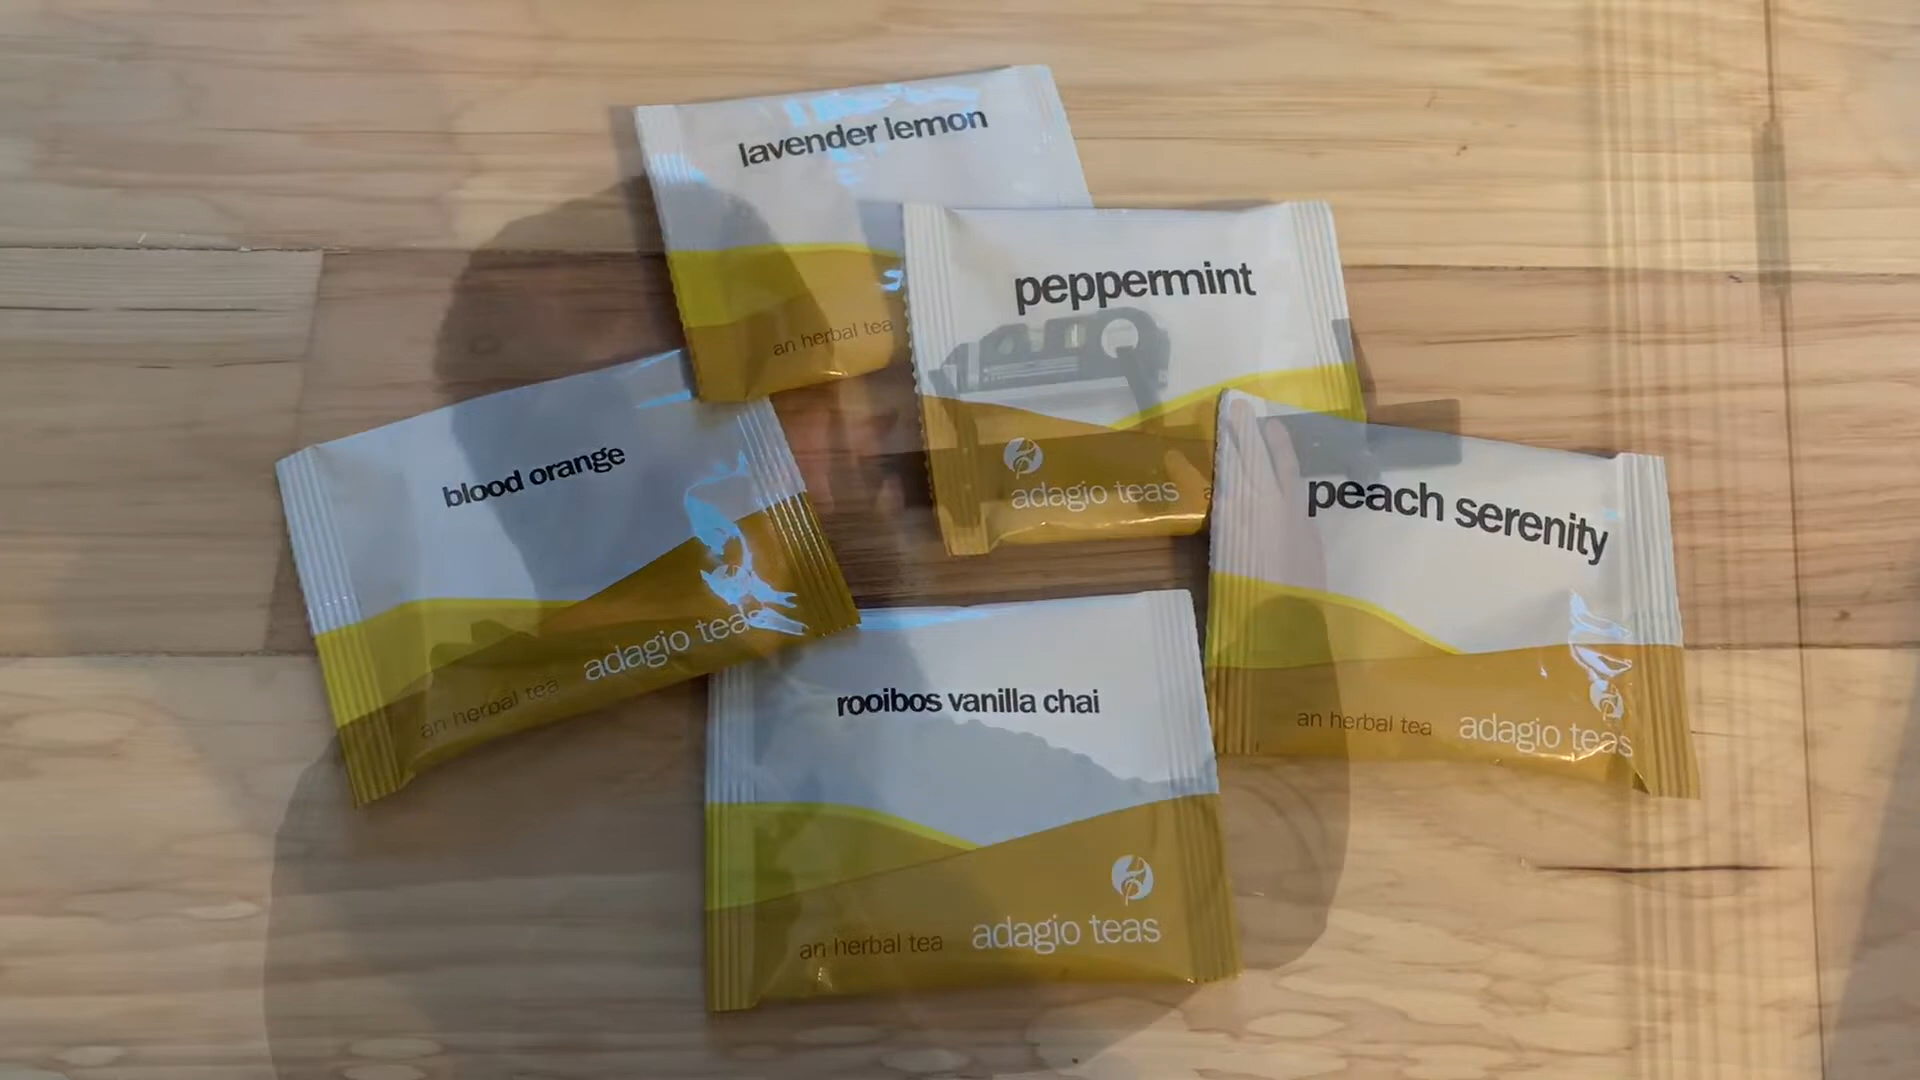 lavender lemon
an herbal tea
peppermint
adagio teas
blood orange
an herbal tea adagio teas
peach serenity
an herbal tea adagio teas
rooibos vanilla chai
an herbal tea adagio teas